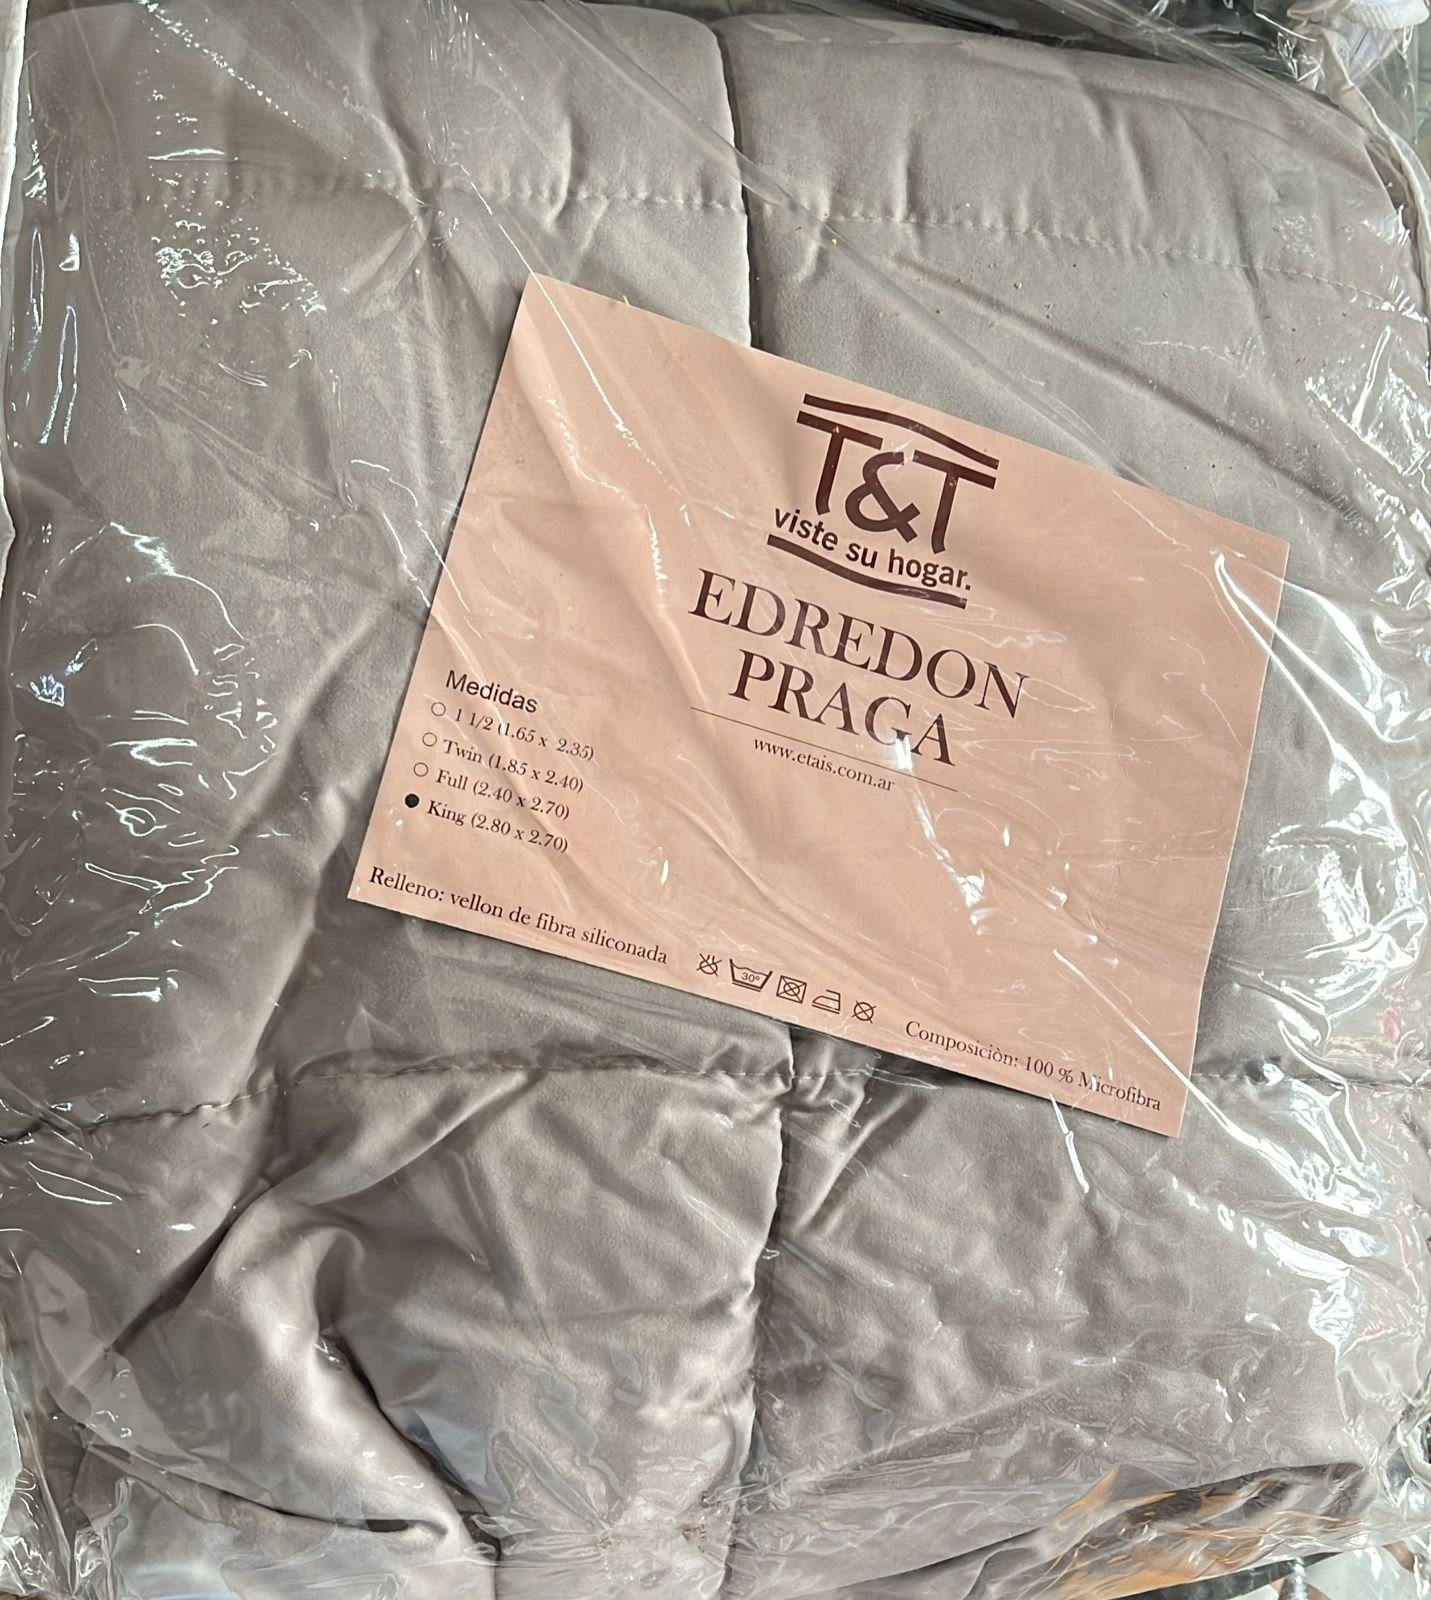 T&T
viste su hogar.
EDREDON
PRAGA
www.etais.com.ar
Medidas
1 1/2 (1.65 x 2.35)
Twin (1.85 x 2.40)
Full (2.40 x 2.70)
King (2.80 x 2.70)
Relleno: vellon de fibra siliconada
30°
Composiciòn: 100 % Microfibra